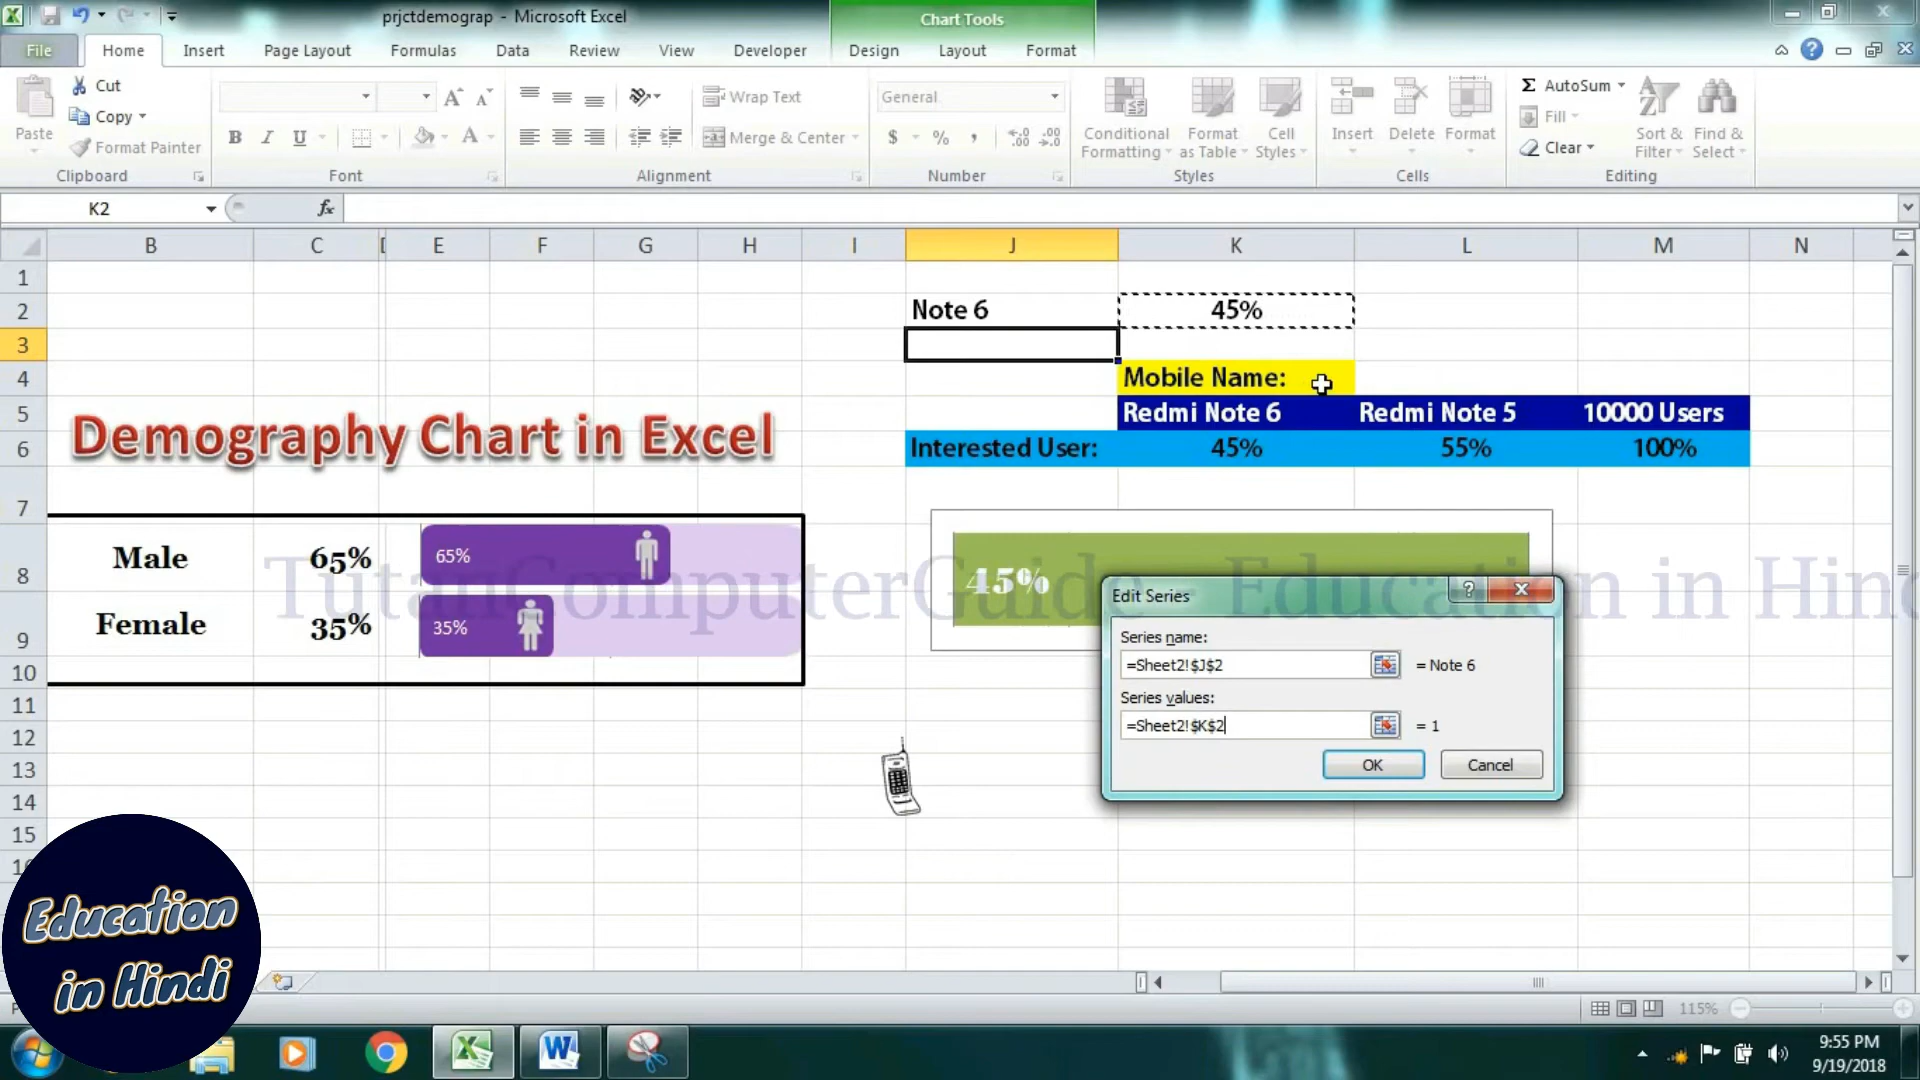 prjctdemograp - Microsoft Excel
Chart Tools
File Home Insert Page Layout Formulas Data Review View Developer Design Layout Format
Paste
Cut
Copy
Format Painter
Clipboard
B I U
A A
A
Font
Wrap Text
Merge & Center
Alignment
General
$ % ,
Number
Conditional Formatting
Format as Table
Cell Styles
Styles
Insert
Delete
Format
Cells
Σ AutoSum
Fill
Clear
Sort & Filter
Find & Select
Editing
K2
fx
B C D E F G H I J K L M N
1
2 Note 6 45%
3
4 Mobile Name:
5 Redmi Note 6 Redmi Note 5 10000 Users
6 Interested User: 45% 55% 100%
Demography Chart in Excel
7
8 Male 65% 65%
9 Female 35% 35%
10
11
12
13
14
15
45%
TutanComputerGuide - Education in Hind
Edit Series
Series name:
=Sheet2!$J$2 = Note 6
Series values:
=Sheet2!$K$2 = 1
OK Cancel
Education
in Hindi
115%
9:55 PM
9/19/2018